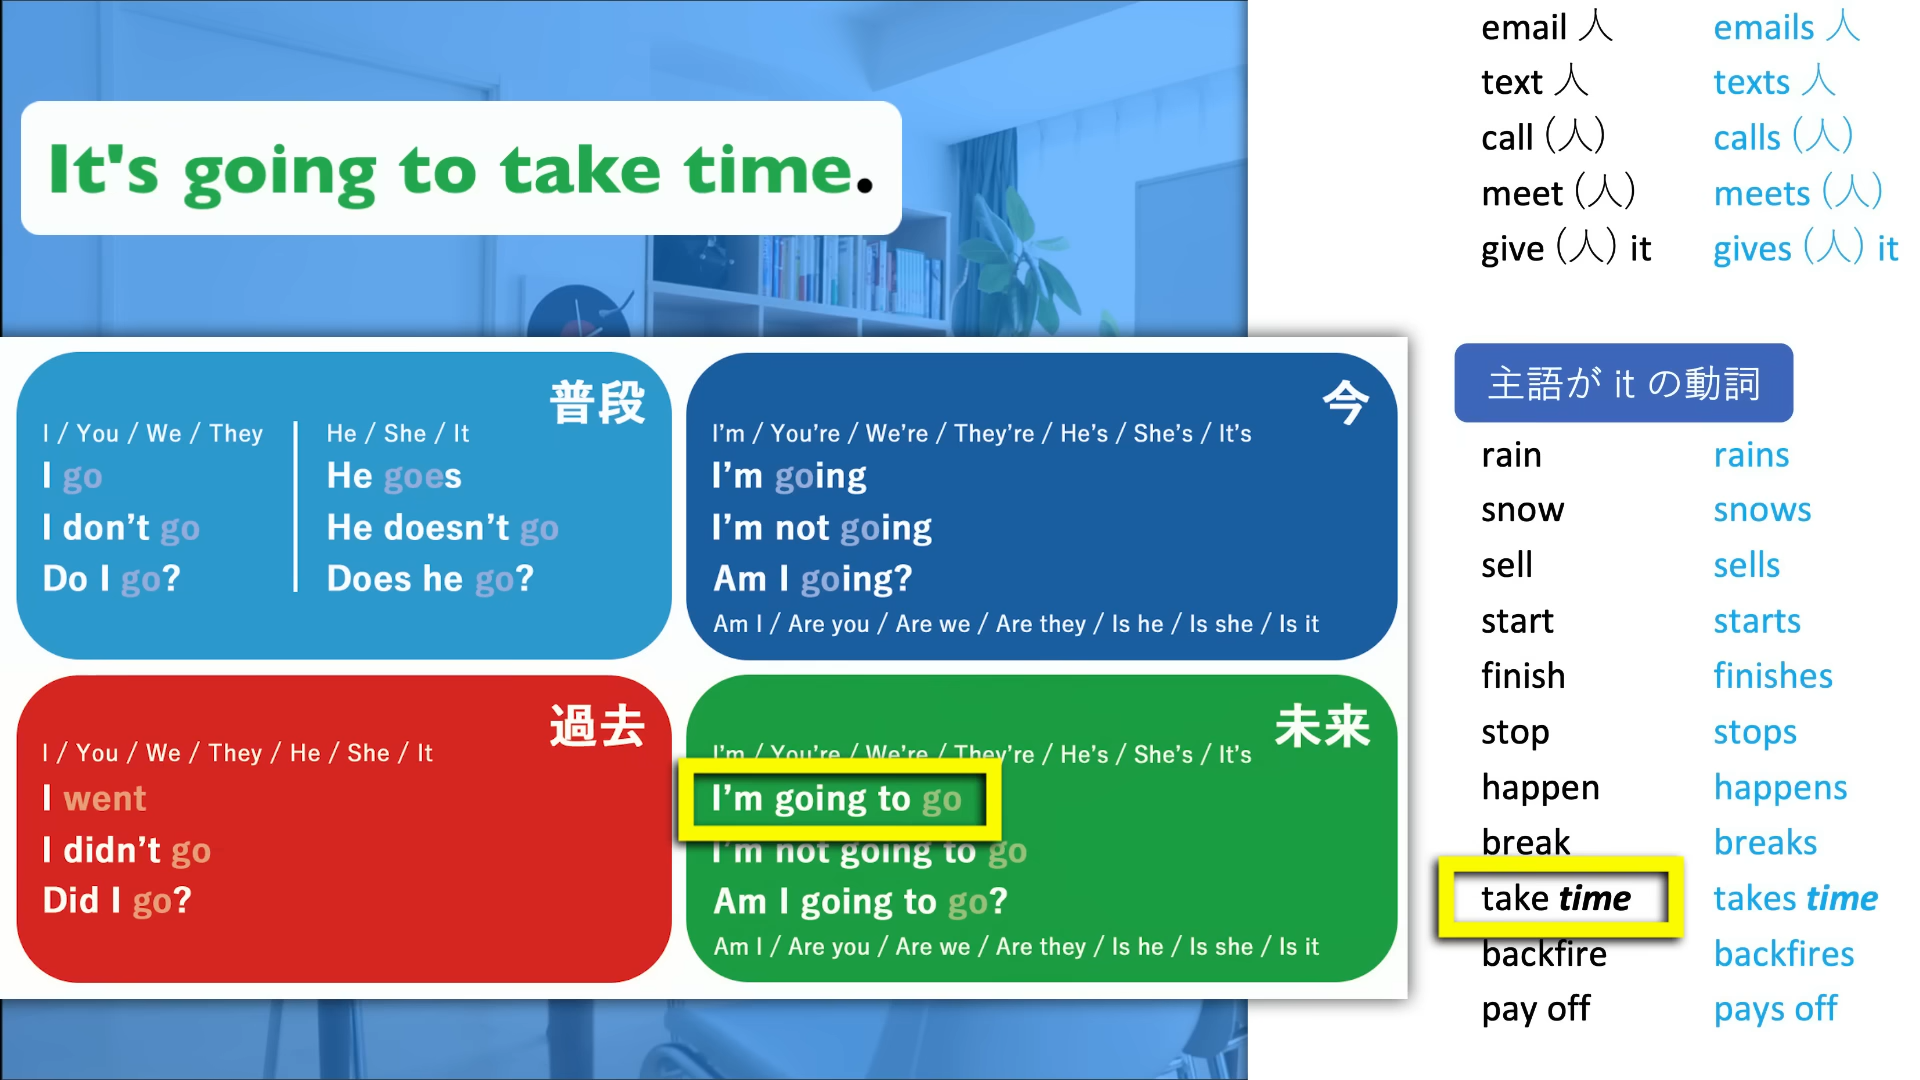 It's going to take time.
普段
I / You / We / They
I go
I don't go
Do I go?
He / She / It
He goes
He doesn't go
Does he go?
今
I'm / You're / We're / They're / He's / She's / It's
I'm going
I'm not going
Am I going?
Am I / Are you / Are we / Are they / Is he / Is she / Is it
過去
I / You / We / They / He / She / It
I went
I didn't go
Did I go?
未来
I'm / You're / We're / They're / He's / She's / It's
I'm going to go
I'm not going to go
Am I going to go?
Am I / Are you / Are we / Are they / Is he / Is she / Is it
email 人 emails 人
text 人 texts 人
call (人) calls (人)
meet (人) meets (人)
give (人) it gives (人) it
主語が it の動詞
rain rains
snow snows
sell sells
start starts
finish finishes
stop stops
happen happens
break breaks
take time takes time
backfire backfires
pay off pays off